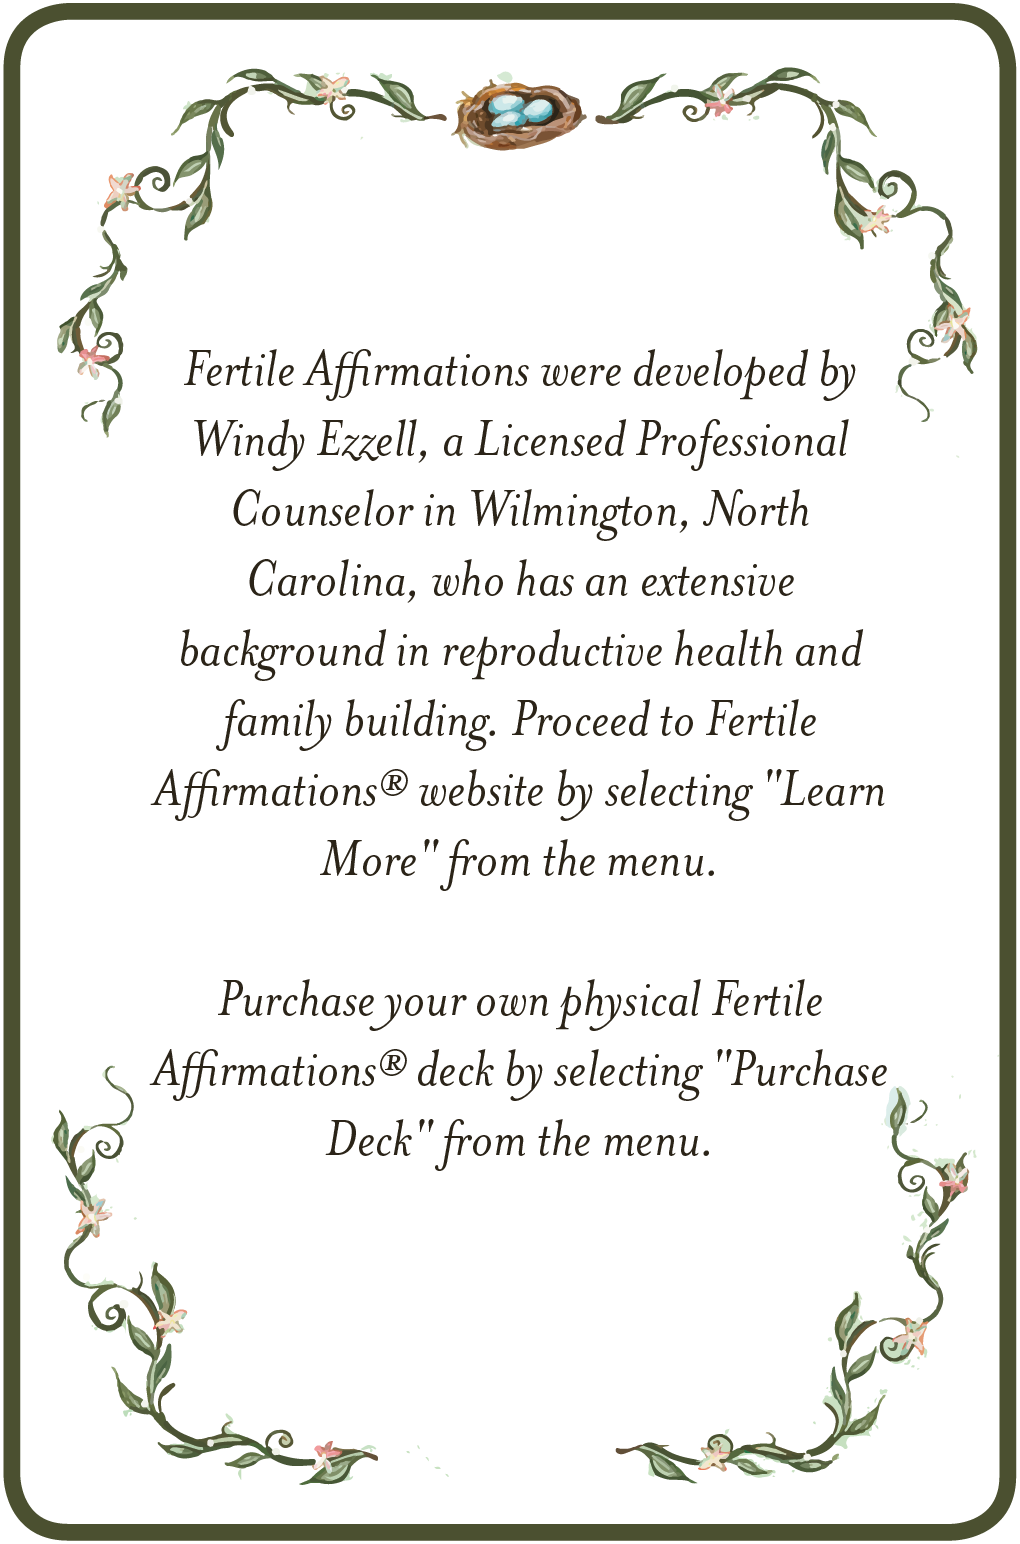 Fertile Affirmations were developed by
Windy Ezzell, a Licensed Professional
Counselor in Wilmington, North
Carolina, who has an extensive
background in reproductive health and
family building. Proceed to Fertile
Affirmations® website by selecting "Learn
More" from the menu.
Purchase your own physical Fertile
Affirmations® deck by selecting "Purchase
Deck" from the menu.